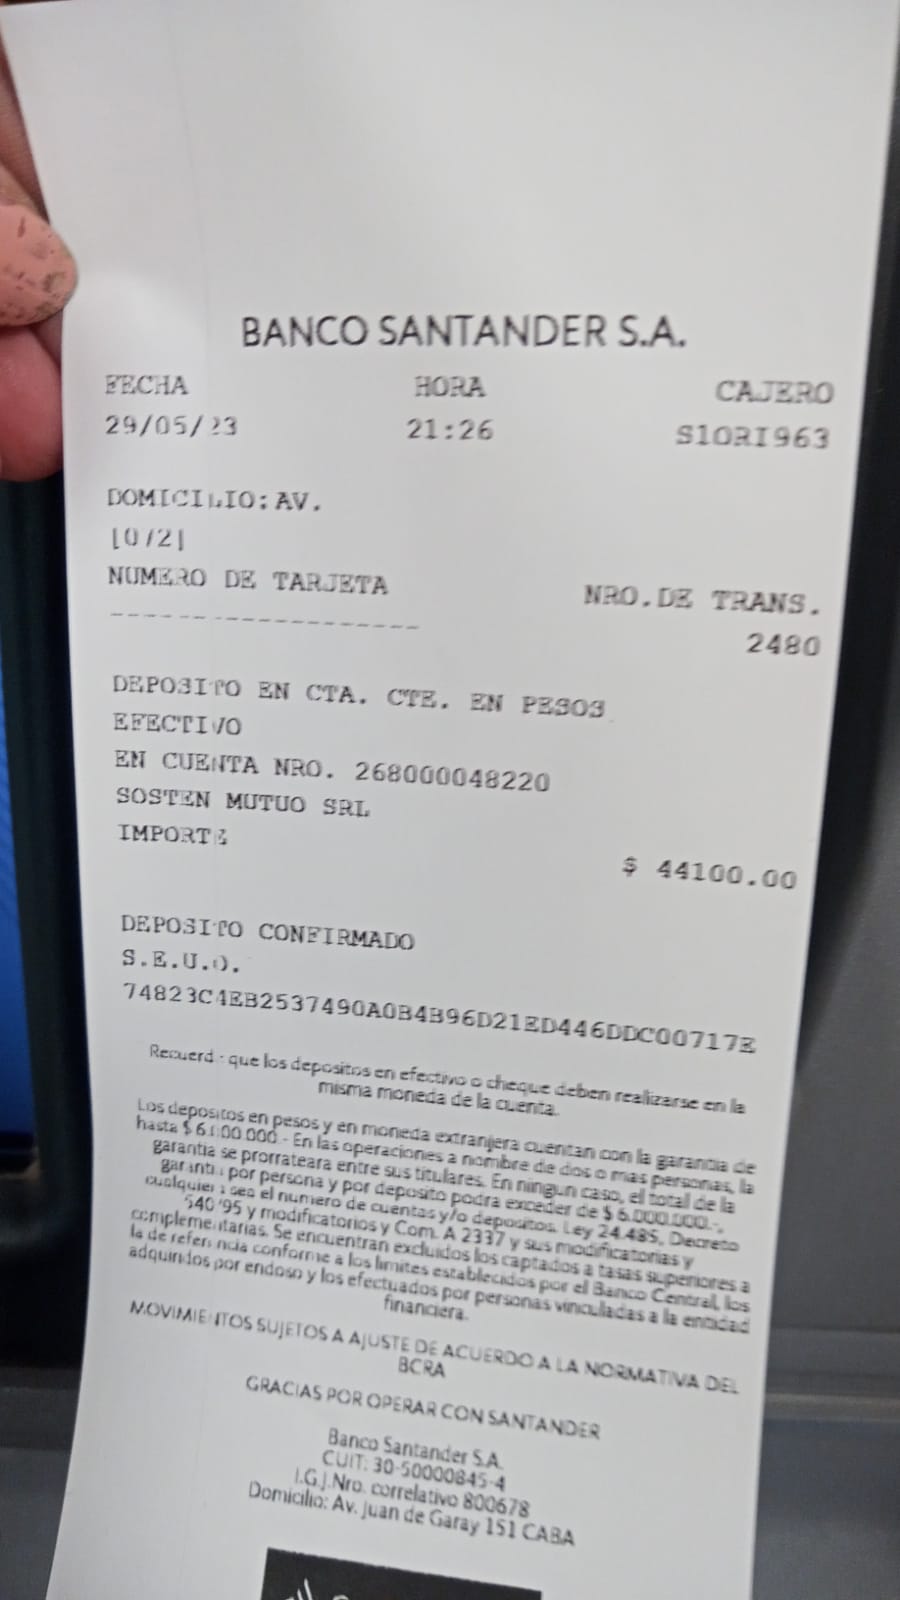 BANCO SANTANDER S.A.
FECHA HORA CAJERO
29/05/23 21:26 S1ORI963
DOMICILIO: AV.
[0/2]
NUMERO DE TARJETA NRO. DE TRANS.
------------------- 2480
DEPOSITO EN CTA. CTE. EN PESOS
EFECTIVO
EN CUENTA NRO. 268000048220
SOSTEN MUTUO SRL
IMPORTE
$ 44100.00
DEPOSITO CONFIRMADO
S.E.U.O.
74823C4EB2537490A0B4B96D21ED446DDC00717E
que los depositos en efectivo o cheque deben realizarse en la
misma moneda de la cuenta.
Los depositos en pesos y en moneda extranjera cuentan con la garantia de
hasta $ 6.000.000.- En las operaciones a nombre de dos o mas personas, la
garantia se prorrateara entre sus titulares. En ningun caso, el total de la
garantia por persona y por deposito podra exceder de $ 6.000.000.-,
cualquiera sea el numero de cuentas y/o depositos. Ley 24.485, Decreto
540/95 y modificatorios y Com. A 2337 y sus modificatorias y
complementarias. Se encuentran excluidos los captados a tasas superiores a
la de referencia conforme a los limites establecidos por el Banco Central, los
adquiridos por endoso y los efectuados por personas vinculadas a la entidad
financiera.
MOVIMIENTOS SUJETOS A AJUSTE DE ACUERDO A LA NORMATIVA DEL
BCRA
GRACIAS POR OPERAR CON SANTANDER
Banco Santander S.A.
CUIT: 30-50000845-4
I.G.J.Nro. correlativo 800678
Domicilio: Av. Juan de Garay 151 CABA